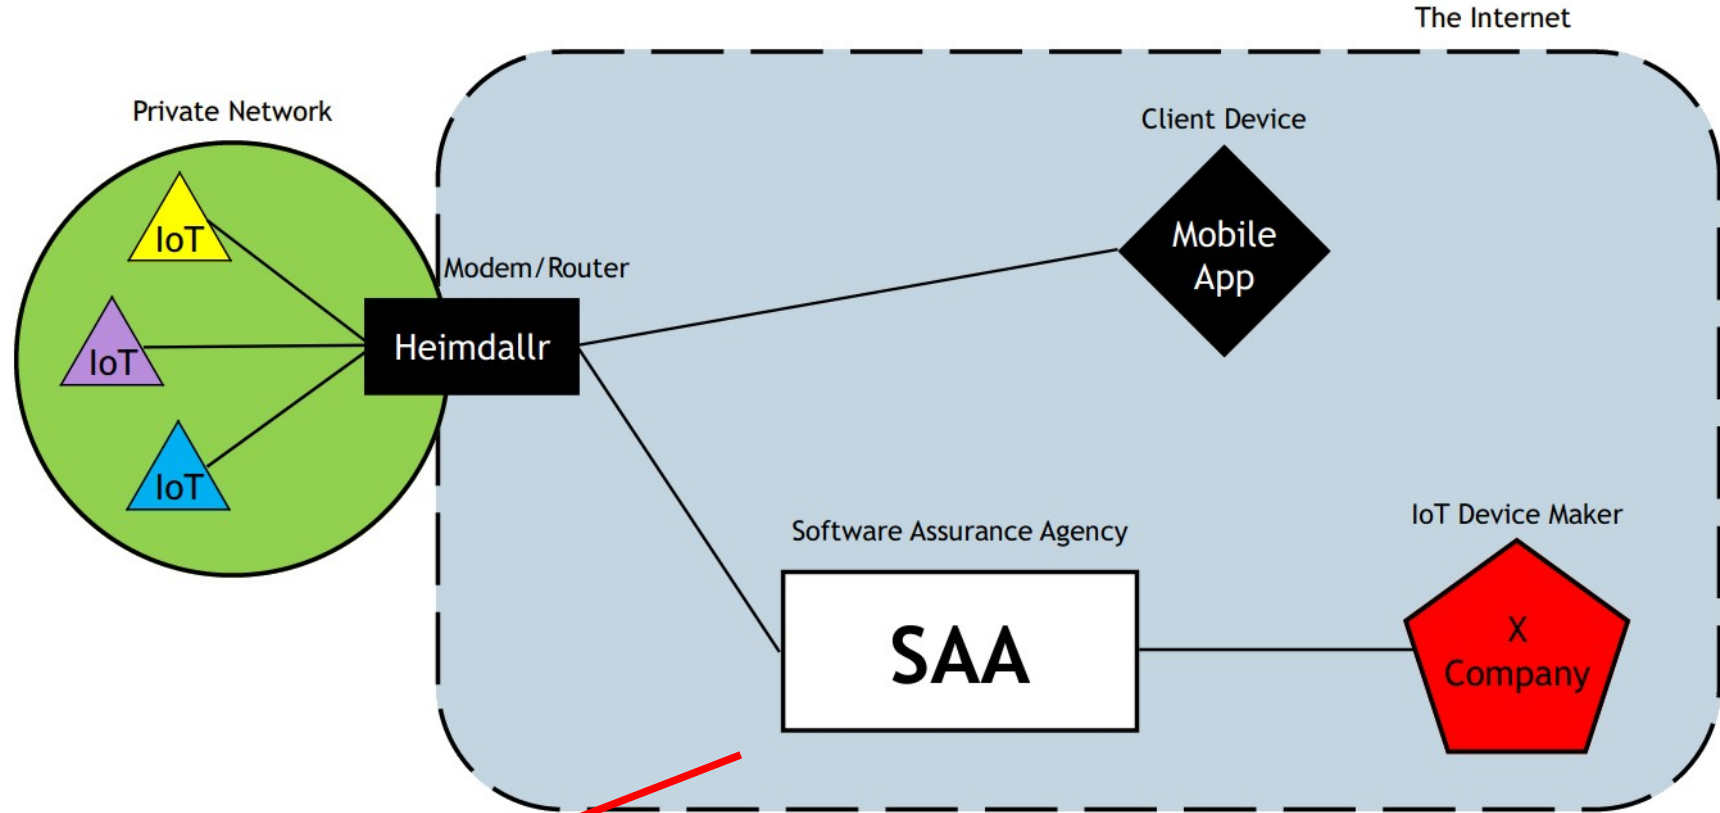 The Internet
Private Network
Client Device
IoT
Mobile
App
Modem/Router
Heimdallr
IoT
IoT
Software Assurance Agency
IoT Device Maker
SAA
X
Company